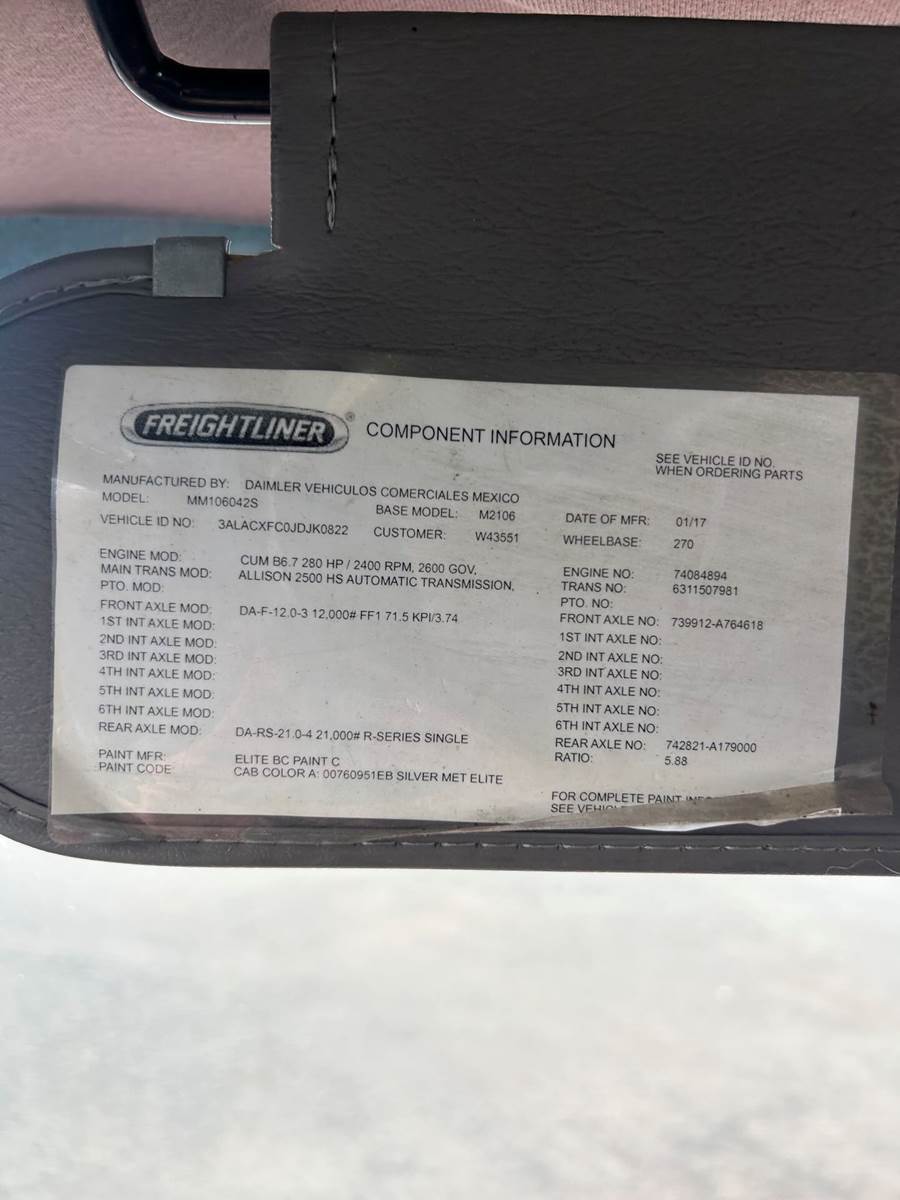 FREIGHTLINER® COMPONENT INFORMATION
SEE VEHICLE ID NO.
WHEN ORDERING PARTS
MANUFACTURED BY: DAIMLER VEHICULOS COMERCIALES MEXICO
MODEL: MM106042S BASE MODEL: M2106 DATE OF MFR: 01/17
VEHICLE ID NO: 3ALACXFC0JDJK0822 CUSTOMER: W43551 WHEELBASE: 270
ENGINE MOD: CUM B6.7 280 HP / 2400 RPM, 2600 GOV, ENGINE NO: 74084894
MAIN TRANS MOD: ALLISON 2500 HS AUTOMATIC TRANSMISSION, TRANS NO: 6311507981
PTO. MOD: PTO. NO:
FRONT AXLE MOD: DA-F-12.0-3 12,000# FF1 71.5 KPI/3.74 FRONT AXLE NO: 739912-A764618
1ST INT AXLE MOD: 1ST INT AXLE NO:
2ND INT AXLE MOD: 2ND INT AXLE NO:
3RD INT AXLE MOD: 3RD INT AXLE NO:
4TH INT AXLE MOD: 4TH INT AXLE NO:
5TH INT AXLE MOD: 5TH INT AXLE NO:
6TH INT AXLE MOD: 6TH INT AXLE NO:
REAR AXLE MOD: DA-RS-21.0-4 21,000# R-SERIES SINGLE REAR AXLE NO: 742821-A179000
RATIO: 5.88
PAINT MFR: ELITE BC PAINT C
PAINT CODE CAB COLOR A: 00760951EB SILVER MET ELITE
FOR COMPLETE PAINT
SEE